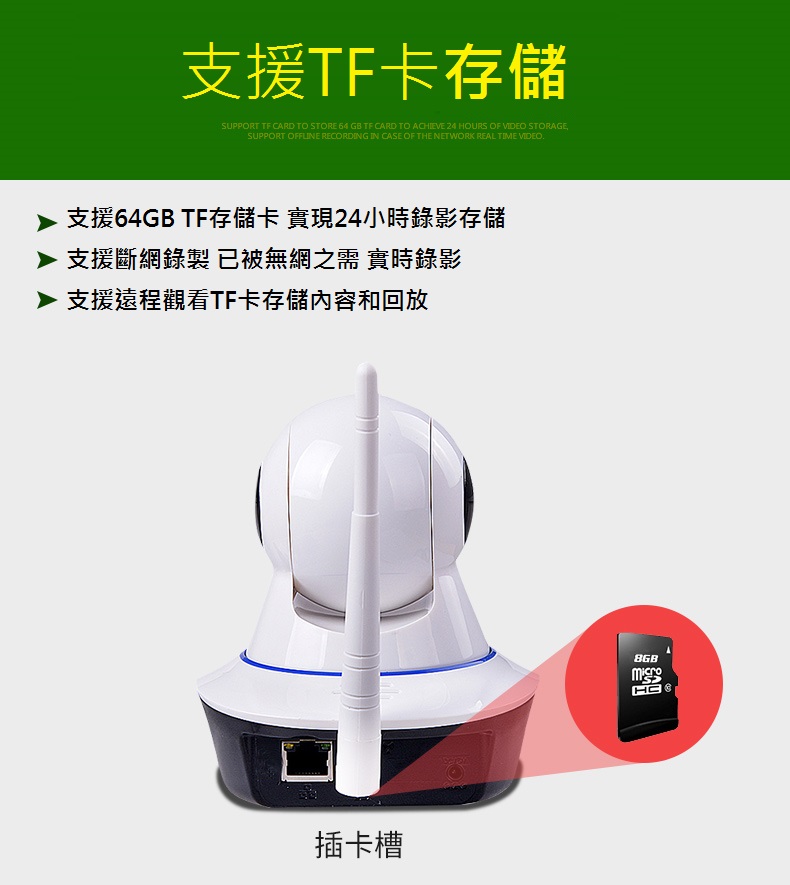 支援TF卡存儲
SUPPORT TF CARD TO STORE 64 GB TF CARD TO ACHIEVE 24 HOURS OF VIDEO STORAGE,
SUPPORT OFFLINE RECORDING IN CASE OF THE NETWORK REAL TIME VIDEO.
支援64GB TF存儲卡 實現24小時錄影存儲
支援斷網錄製 已被無網之需 實時錄影
支援遠程觀看TF卡存儲內容和回放
8GB
micro
SD
HC 10
插卡槽